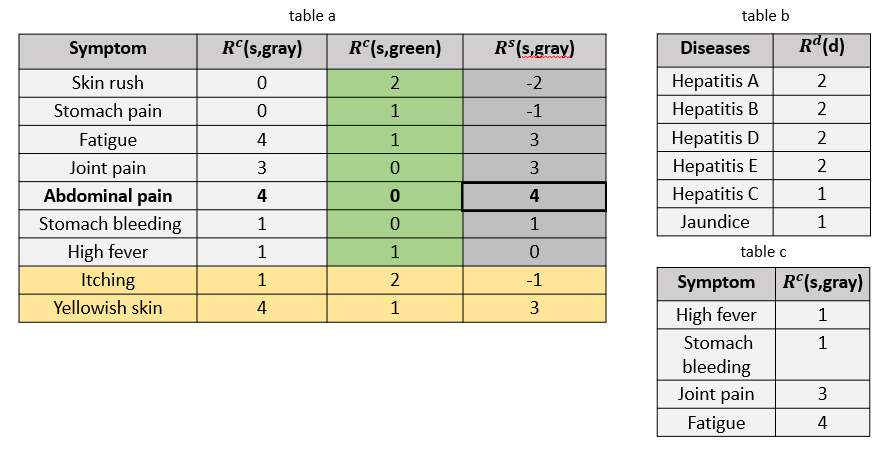 table a
Symptom R^c(s,gray) R^c(s,green) R^s(s,gray)
Skin rush 0 2 -2
Stomach pain 0 1 -1
Fatigue 4 1 3
Joint pain 3 0 3
Abdominal pain 4 0 4
Stomach bleeding 1 0 1
High fever 1 1 0
Itching 1 2 -1
Yellowish skin 4 1 3
table b
Diseases R^d(d)
Hepatitis A 2
Hepatitis B 2
Hepatitis D 2
Hepatitis E 2
Hepatitis C 1
Jaundice 1
table c
Symptom R^c(s,gray)
High fever 1
Stomach 1
bleeding
Joint pain 3
Fatigue 4